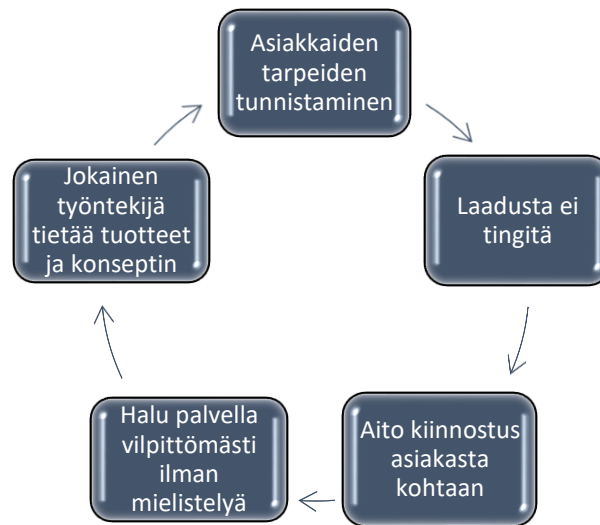 Asiakkaiden
tarpeiden
tunnistaminen
Laadusta ei
tingitä
Aito kiinnostus
asiakasta
kohtaan
Halu palvella
vilpittömästi
ilman
mielistelyä
Jokainen
työntekijä
tietää tuotteet
ja konseptin